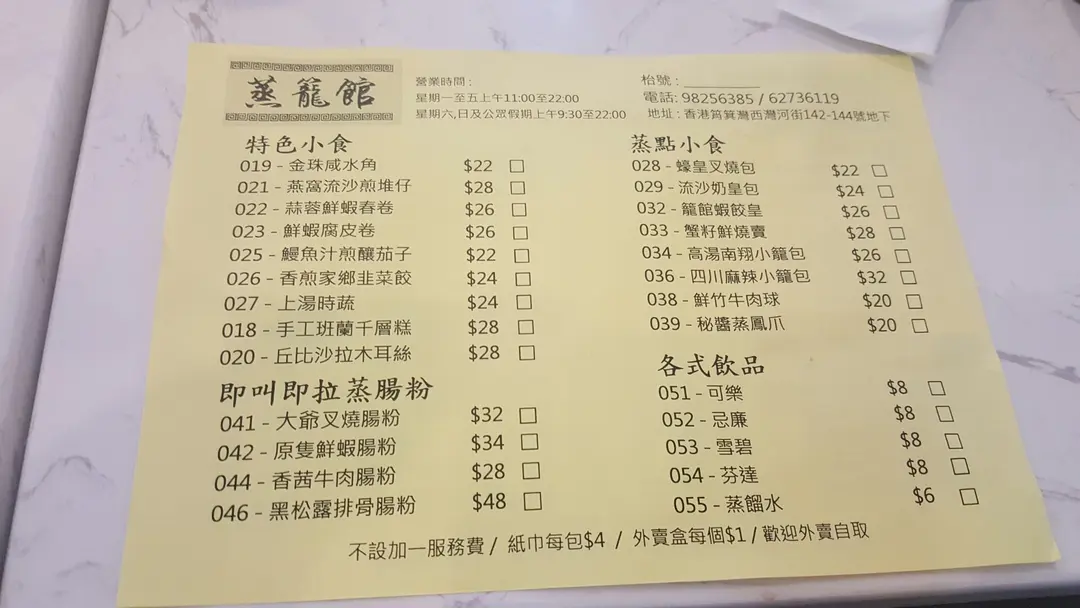 蒸籠館
營業時間 :
星期一至五上午11:00至22:00
星期六,日及公眾假期上午9:30至22:00
枱號 : ____________
電話: 98256385 / 62736119
地址 : 香港筲箕灣西灣河街142-144號地下
特色小食
019 - 金珠咸水角 $22 □
021 - 燕窩流沙煎堆仔 $28 □
022 - 蒜蓉鮮蝦春卷 $26 □
023 - 鮮蝦腐皮卷 $26 □
025 - 鰻魚汁煎釀茄子 $22 □
026 - 香煎家鄉韭菜餃 $24 □
027 - 上湯時蔬 $24 □
018 - 手工班蘭千層糕 $28 □
020 - 丘比沙拉木耳絲 $28 □
即叫即拉蒸腸粉
041 - 大爺叉燒腸粉 $32 □
042 - 原隻鮮蝦腸粉 $34 □
044 - 香茜牛肉腸粉 $28 □
046 - 黑松露排骨腸粉 $48 □
蒸點小食
028 - 蠔皇叉燒包 $22 □
029 - 流沙奶皇包 $24 □
032 - 籠館蝦餃皇 $26 □
033 - 蟹籽鮮燒賣 $28 □
034 - 高湯南翔小籠包 $26 □
036 - 四川麻辣小籠包 $32 □
038 - 鮮竹牛肉球 $20 □
039 - 秘醬蒸鳳爪 $20 □
各式飲品
051 - 可樂 $8 □
052 - 忌廉 $8 □
053 - 雪碧 $8 □
054 - 芬達 $8 □
055 - 蒸餾水 $6 □
不設加一服務費 / 紙巾每包$4 / 外賣盒每個$1 / 歡迎外賣自取